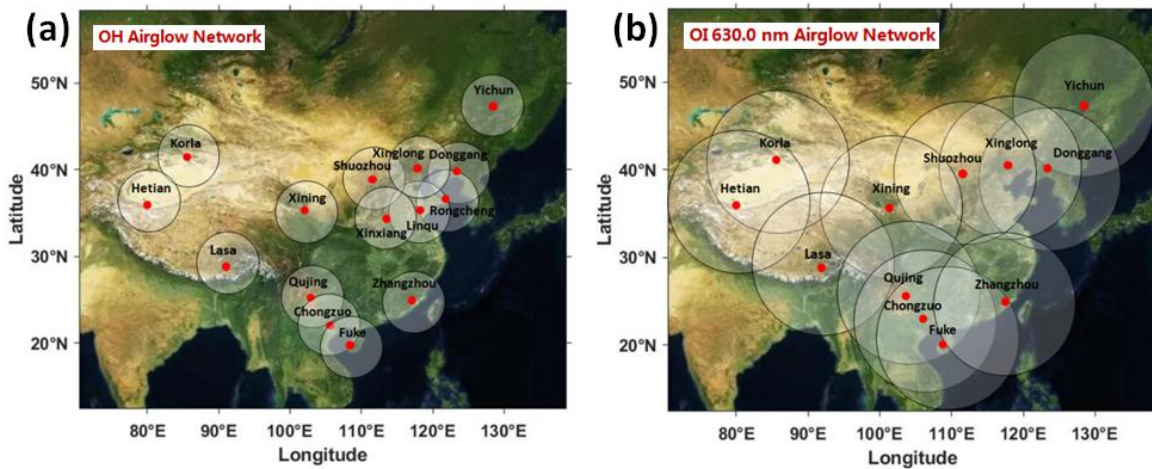 (a)
OH Airglow Network
50°N
40°N
30°N
20°N
Latitude
Yichun
Korla
Xinglong
Donggang
Shuozhou
Hetian
Xining
Rongcheng
Linqu
Xinxiang
Lasa
Qujing
Zhangzhou
Chongzuo
Fuke
80°E 90°E 100°E 110°E 120°E 130°E
Longitude
(b)
OI 630.0 nm Airglow Network
50°N
40°N
30°N
20°N
Latitude
Yichun
Korla
Xinglong
Shuozhou
Donggang
Hetian
Xining
Lasa
Qujing
Zhangzhou
Chongzuo
Fuke
80°E 90°E 100°E 110°E 120°E 130°E
Longitude